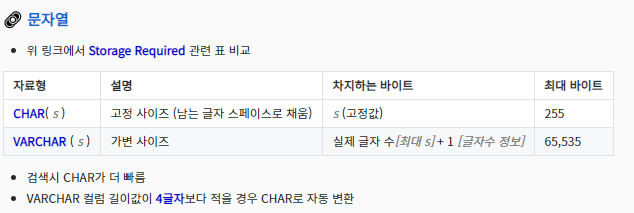 문자열
위 링크에서 Storage Required 관련 표 비교
자료형 설명 차지하는 바이트 최대 바이트
CHAR( s ) 고정 사이즈 (남는 글자 스페이스로 채움) s (고정값) 255
VARCHAR ( s ) 가변 사이즈 실제 글자 수[최대 s] + 1 [글자수 정보] 65,535
검색시 CHAR가 더 빠름
VARCHAR 컬럼 길이값이 4글자보다 적을 경우 CHAR로 자동 변환